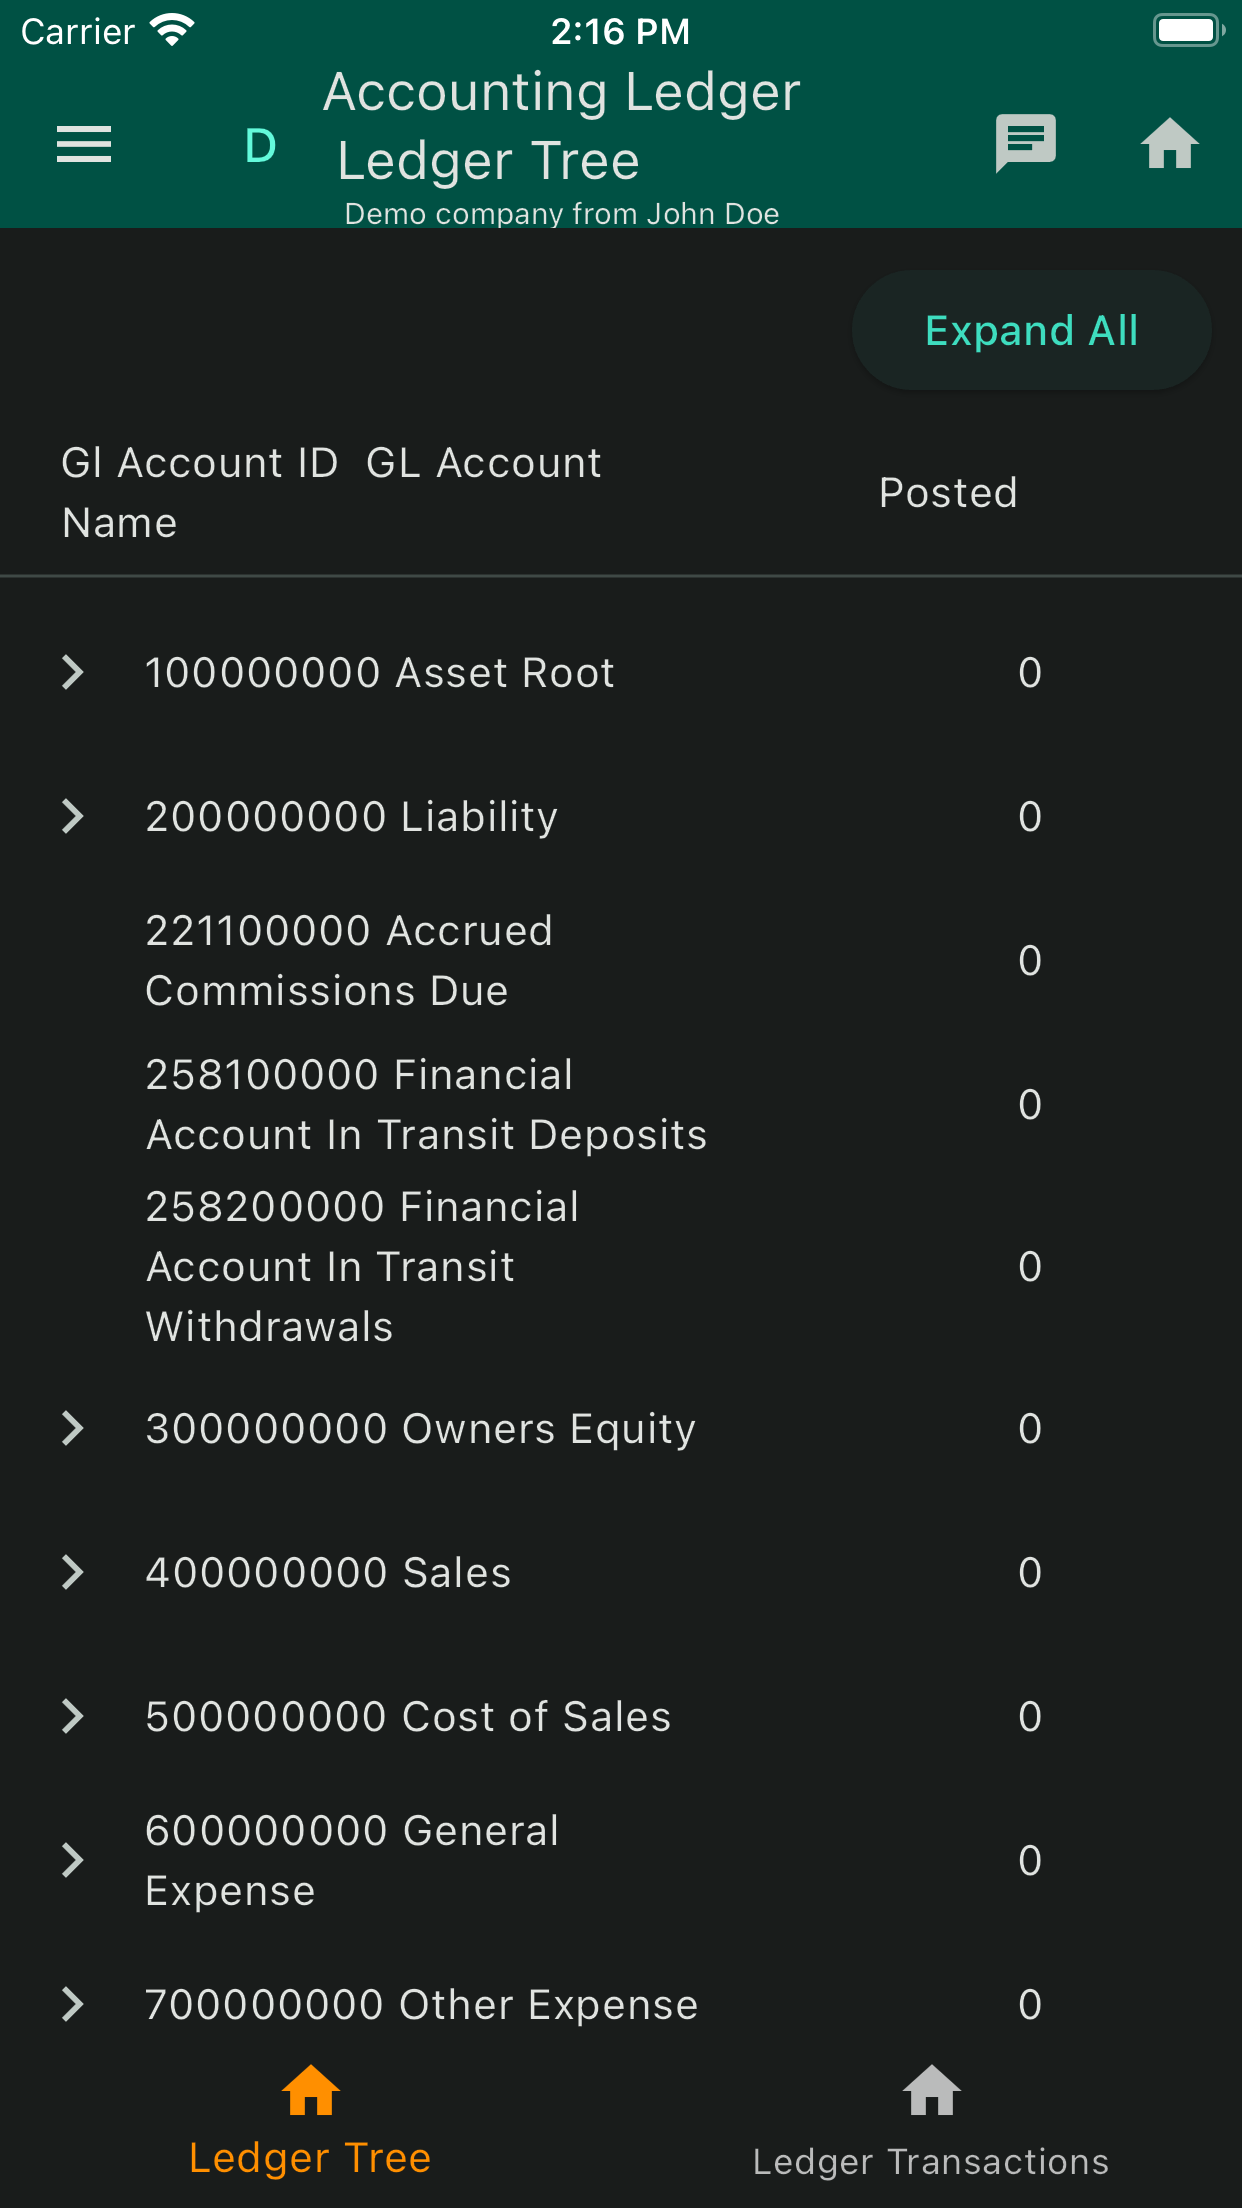 Carrier 2:16 PM
Accounting Ledger
D Ledger Tree
Demo company from John Doe
Expand All
Gl Account ID GL Account
Name
Posted
100000000 Asset Root 0
200000000 Liability 0
221100000 Accrued
Commissions Due
0
258100000 Financial
Account In Transit Deposits
0
258200000 Financial
Account In Transit
Withdrawals
0
300000000 Owners Equity 0
400000000 Sales 0
500000000 Cost of Sales 0
600000000 General
Expense
0
700000000 Other Expense 0
Ledger Tree Ledger Transactions